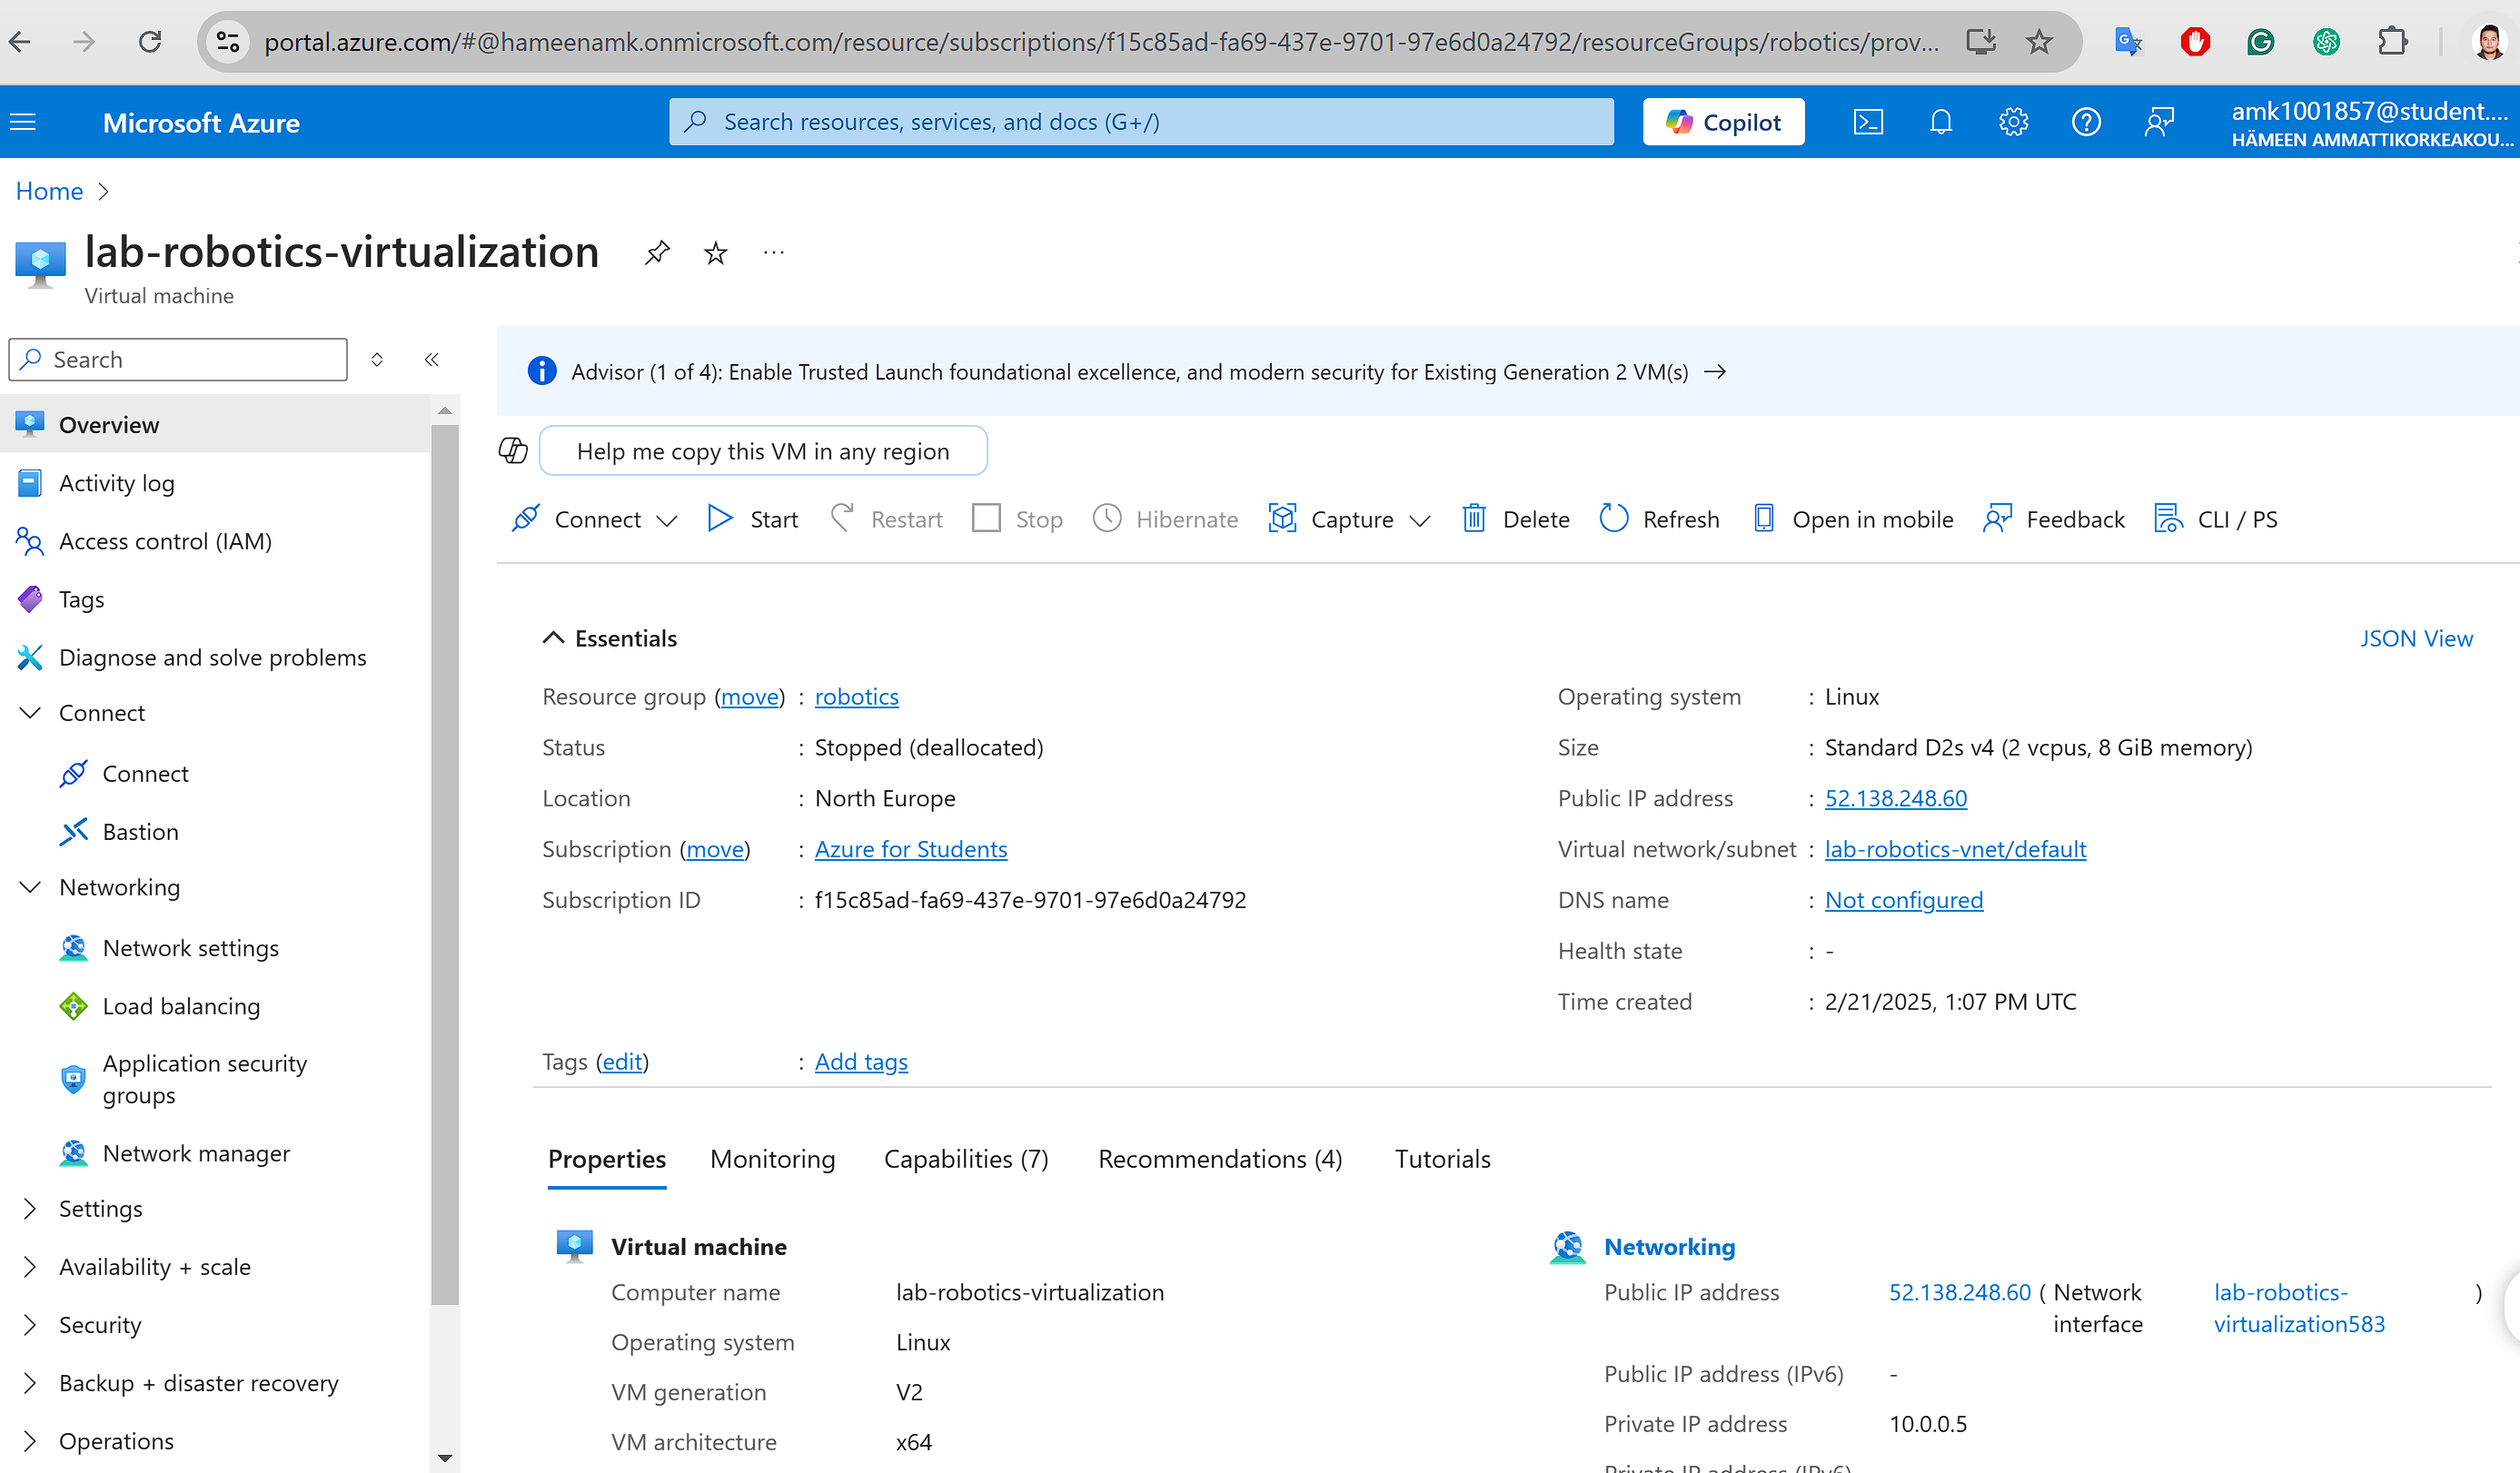 portal.azure.com/#@hameenamk.onmicrosoft.com/resource/subscriptions/f15c85ad-fa69-437e-9701-97e6d0a24792/resourceGroups/robotics/prov...
Microsoft Azure
Search resources, services, and docs (G+/)
Copilot
amk1001857@student....
HÄMEEN AMMATTIKORKEAKOU...
Home
lab-robotics-virtualization
Virtual machine
Search
Overview
Activity log
Access control (IAM)
Tags
Diagnose and solve problems
Connect
Connect
Bastion
Networking
Network settings
Load balancing
Application security
groups
Network manager
Settings
Availability + scale
Security
Backup + disaster recovery
Operations
Advisor (1 of 4): Enable Trusted Launch foundational excellence, and modern security for Existing Generation 2 VM(s)
Help me copy this VM in any region
Connect Start Restart Stop Hibernate Capture Delete Refresh Open in mobile Feedback CLI / PS
Essentials
JSON View
Resource group (move) : robotics
Status : Stopped (deallocated)
Location : North Europe
Subscription (move) : Azure for Students
Subscription ID : f15c85ad-fa69-437e-9701-97e6d0a24792
Operating system : Linux
Size : Standard D2s v4 (2 vcpus, 8 GiB memory)
Public IP address : 52.138.248.60
Virtual network/subnet : lab-robotics-vnet/default
DNS name : Not configured
Health state : -
Time created : 2/21/2025, 1:07 PM UTC
Tags (edit) : Add tags
Properties Monitoring Capabilities (7) Recommendations (4) Tutorials
Virtual machine
Computer name lab-robotics-virtualization
Operating system Linux
VM generation V2
VM architecture x64
Networking
Public IP address 52.138.248.60 ( Network lab-robotics- )
interface virtualization583
Public IP address (IPv6) -
Private IP address 10.0.0.5
Private IP address (IPv6)